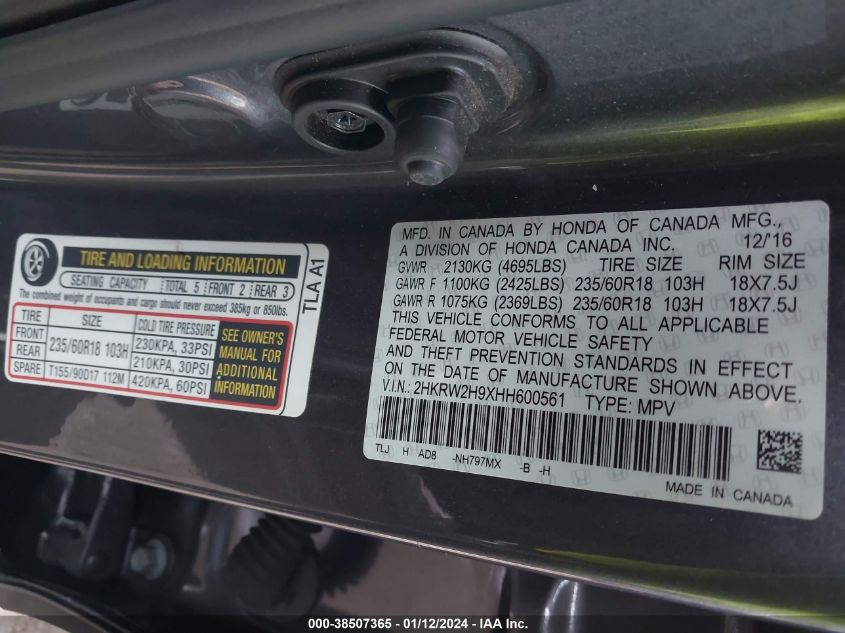 TIRE AND LOADING INFORMATION
SEATING CAPACITY TOTAL 5 FRONT 2 REAR 3
The combined weight of occupants and cargo should never exceed 385kg or 850lbs.
TIRE SIZE COLD TIRE PRESSURE
FRONT 235/60R18 103H 230KPA, 33PSI
REAR 210KPA, 30PSI
SPARE T155/90D17 112M 420KPA, 60PSI
SEE OWNER'S
MANUAL FOR
ADDITIONAL
INFORMATION
TLA A1
MFD. IN CANADA BY HONDA OF CANADA MFG.,
A DIVISION OF HONDA CANADA INC. 12/'16
GVWR 2130KG (4695LBS) TIRE SIZE RIM SIZE
GAWR F 1100KG (2425LBS) 235/60R18 103H 18X7.5J
GAWR R 1075KG (2369LBS) 235/60R18 103H 18X7.5J
THIS VEHICLE CONFORMS TO ALL APPLICABLE
FEDERAL MOTOR VEHICLE SAFETY
AND THEFT PREVENTION STANDARDS IN EFFECT
ON THE DATE OF MANUFACTURE SHOWN ABOVE.
V.I.N.: 2HKRW2H9XHH600561 TYPE: MPV
TLJ H AD8 -NH797MX -B -H
MADE IN CANADA
000-38507365 - 01/12/2024 - IAA Inc.